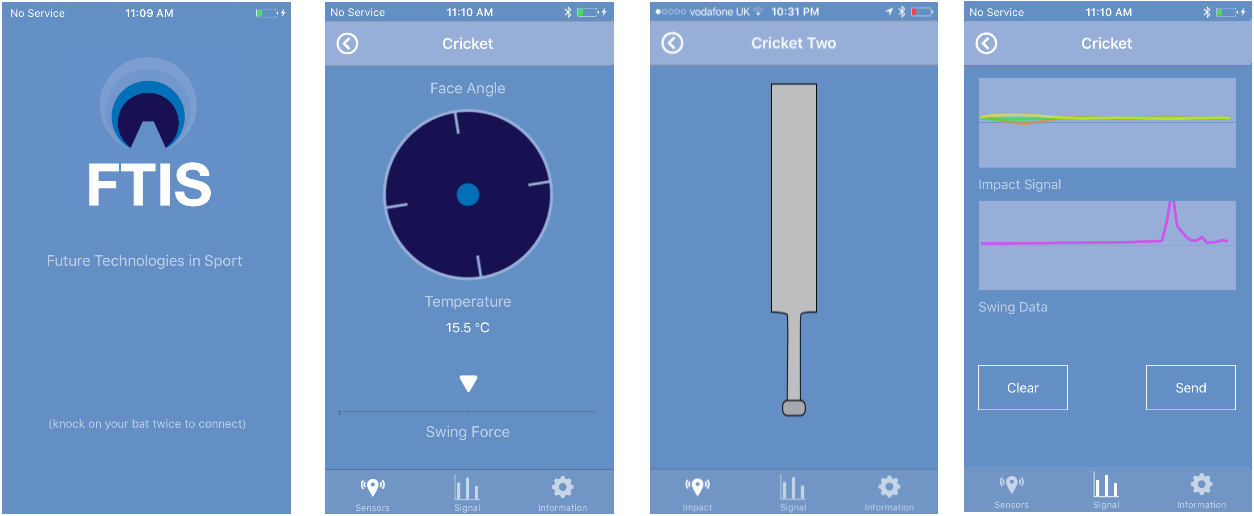 No Service 11:09 AM
FTIS
Future Technologies in Sport
(knock on your bat twice to connect)
No Service 11:10 AM
Cricket
Face Angle
Temperature
15.5 °C
Swing Force
Sensors Signal Information
vodafone UK 10:31 PM
Cricket Two
Impact Signal Information
No Service 11:10 AM
Cricket
Impact Signal
Swing Data
Clear Send
Sensors Signal Information